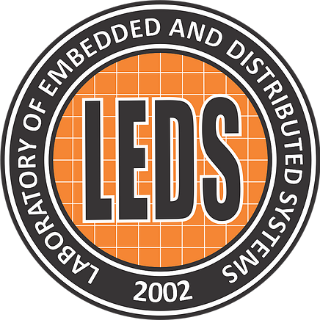 LABORATORY OF EMBEDDED AND DISTRIBUTED SYSTEMS
LEDS
2002